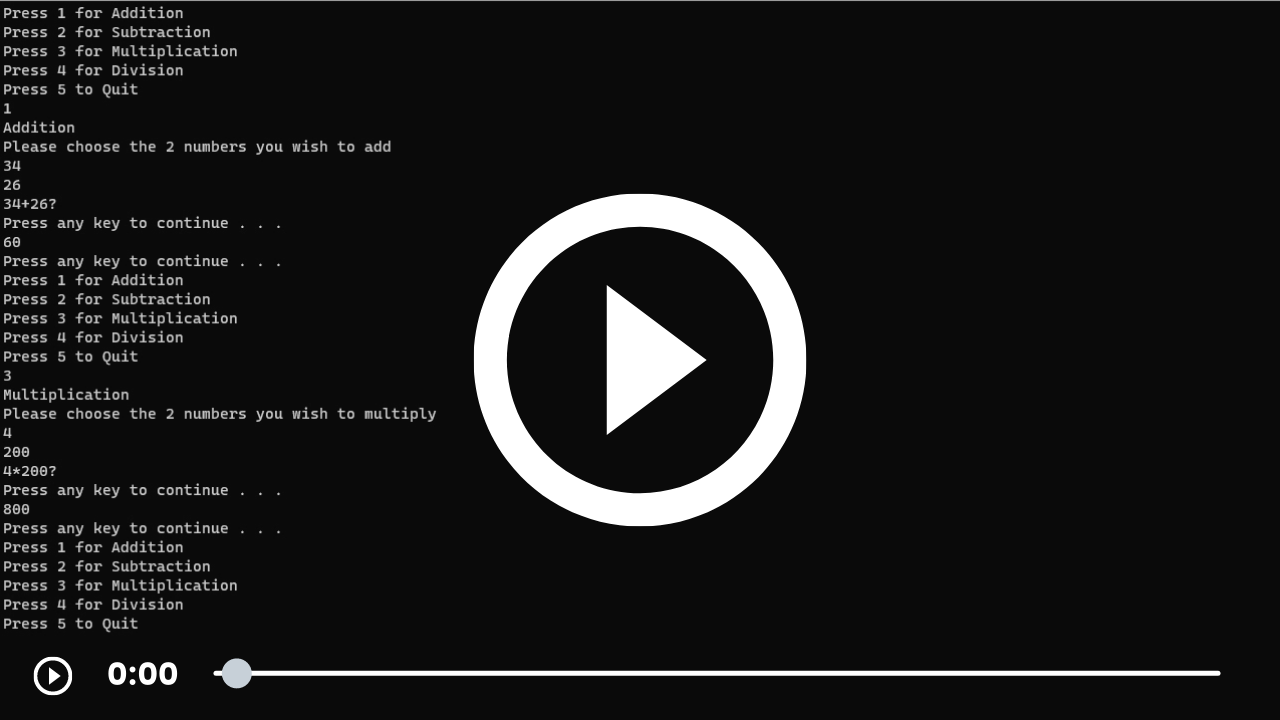 Press 1 for Addition
Press 2 for Subtraction
Press 3 for Multiplication
Press 4 for Division
Press 5 to Quit
1
Addition
Please choose the 2 numbers you wish to add
34
26
34+26?
Press any key to continue . . .
60
Press any key to continue . . .
Press 1 for Addition
Press 2 for Subtraction
Press 3 for Multiplication
Press 4 for Division
Press 5 to Quit
3
Multiplication
Please choose the 2 numbers you wish to multiply
4
200
4*200?
Press any key to continue . . .
800
Press any key to continue . . .
Press 1 for Addition
Press 2 for Subtraction
Press 3 for Multiplication
Press 4 for Division
Press 5 to Quit
0:00